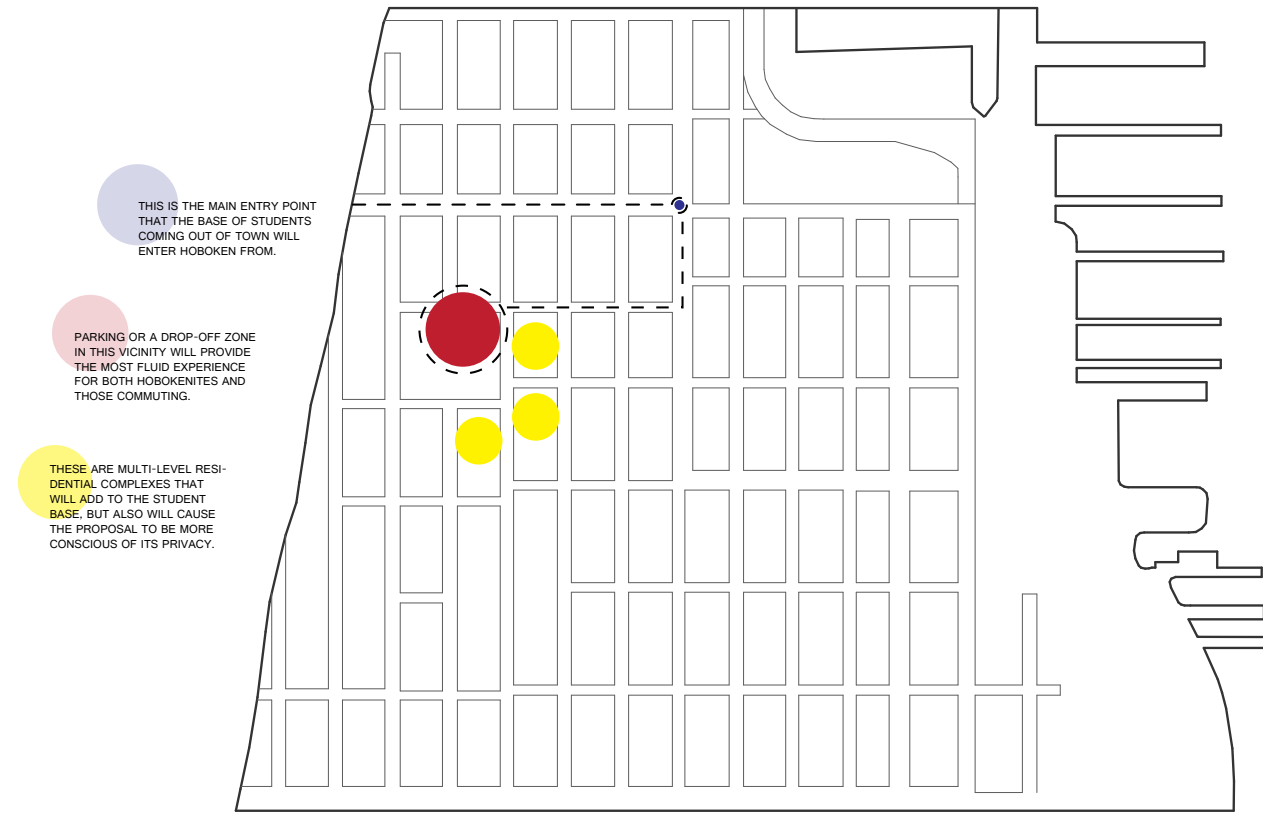 THIS IS THE MAIN ENTRY POINT
THAT THE BASE OF STUDENTS
COMING OUT OF TOWN WILL
ENTER HOBOKEN FROM.
PARKING OR A DROP-OFF ZONE
IN THIS VICINITY WILL PROVIDE
THE MOST FLUID EXPERIENCE
FOR BOTH HOBOKENITES AND
THOSE COMMUTING.
THESE ARE MULTI-LEVEL RESI-
DENTIAL COMPLEXES THAT
WILL ADD TO THE STUDENT
BASE, BUT ALSO WILL CAUSE
THE PROPOSAL TO BE MORE
CONSCIOUS OF ITS PRIVACY.